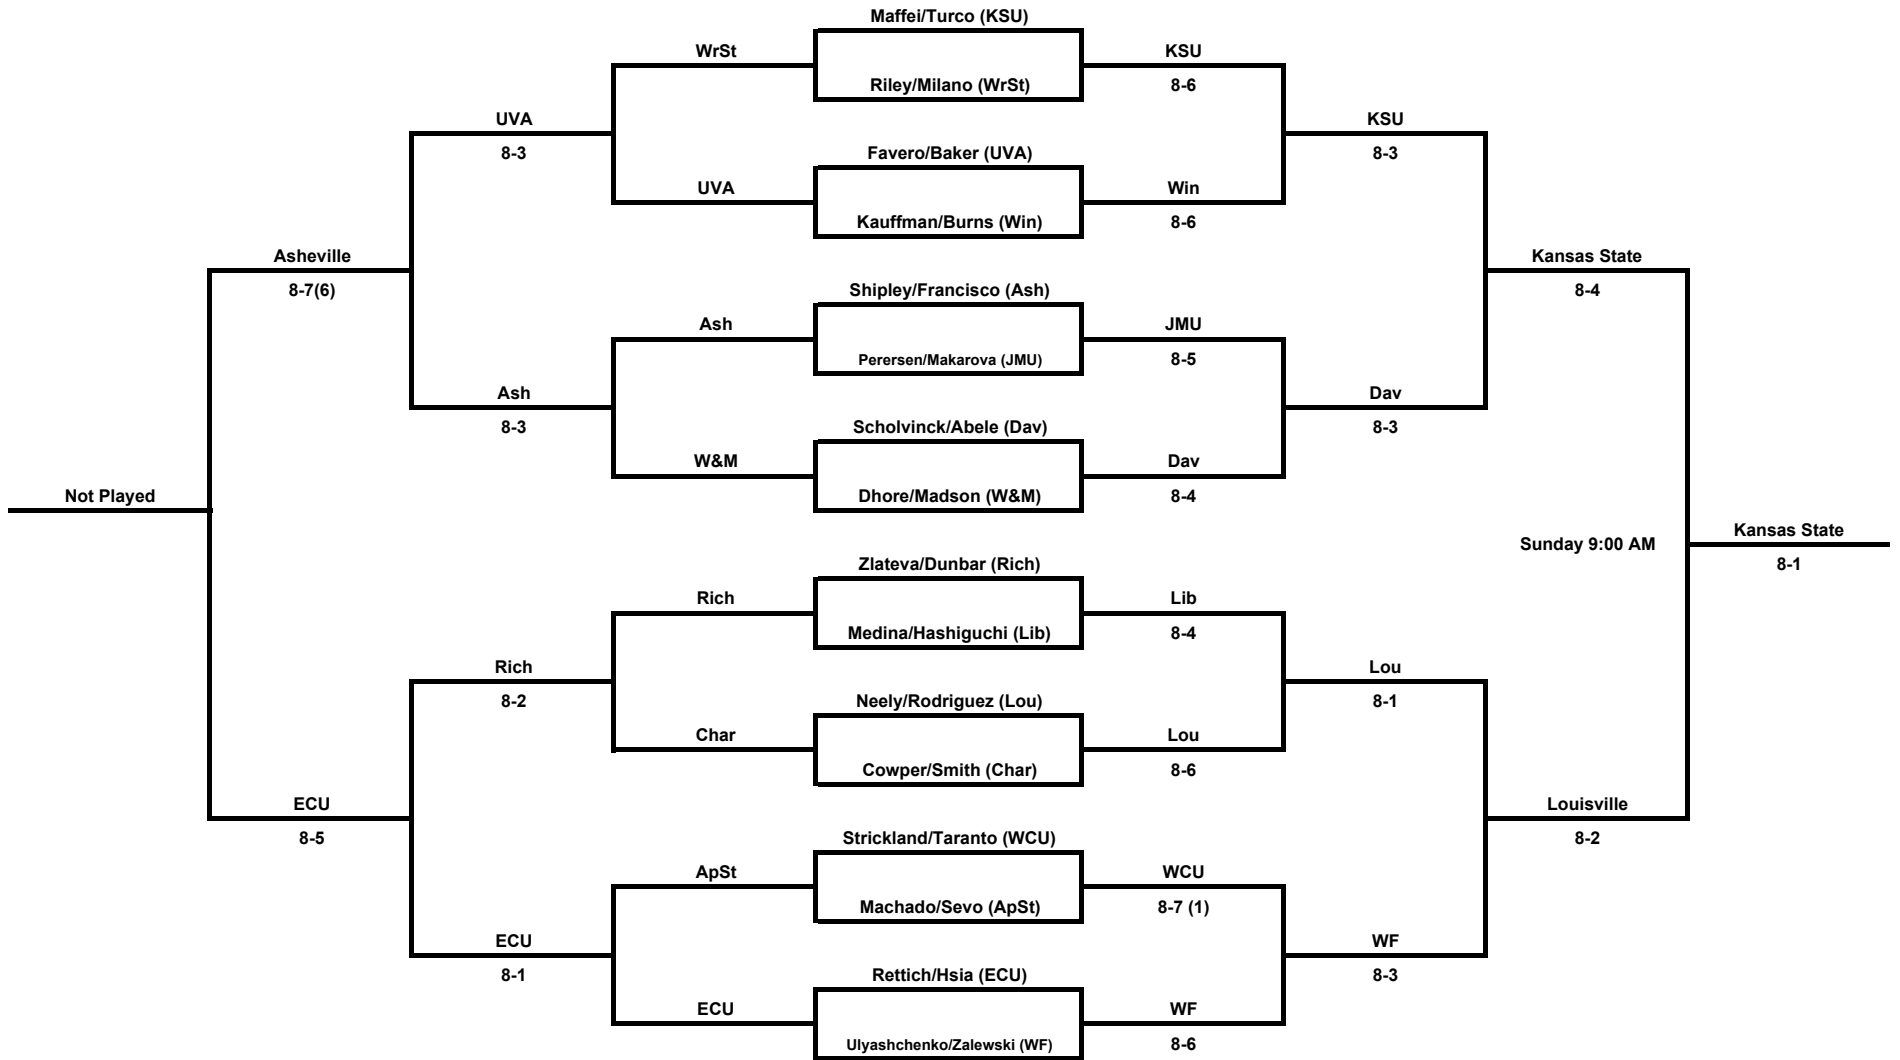 Maffei/Turco (KSU)
WrSt
KSU
Riley/Milano (WrSt)
8-6
UVA
KSU
8-3
Favero/Baker (UVA)
8-3
UVA
Win
Kauffman/Burns (Win)
8-6
Asheville
Kansas State
8-7(6)
Shipley/Francisco (Ash)
8-4
Ash
JMU
Perersen/Makarova (JMU)
8-5
Ash
Dav
8-3
Scholvinck/Abele (Dav)
8-3
W&M
Dav
Not Played
Dhore/Madson (W&M)
8-4
Kansas State
Sunday 9:00 AM
Zlateva/Dunbar (Rich)
8-1
Rich
Lib
Medina/Hashiguchi (Lib)
8-4
Rich
Lou
8-2
Neely/Rodriguez (Lou)
8-1
Char
Lou
Cowper/Smith (Char)
8-6
ECU
Louisville
8-5
Strickland/Taranto (WCU)
8-2
ApSt
WCU
Machado/Sevo (ApSt)
8-7 (1)
ECU
WF
8-1
Rettich/Hsia (ECU)
8-3
ECU
WF
Ulyashchenko/Zalewski (WF)
8-6